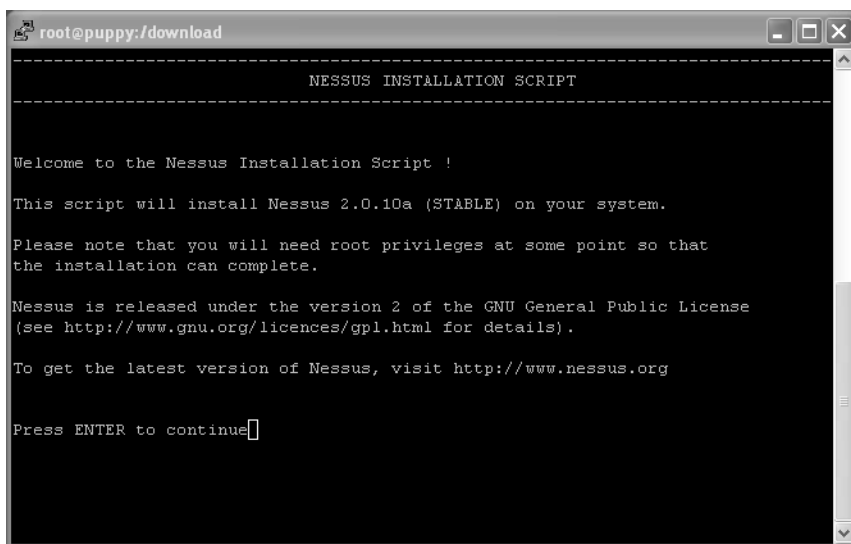 root@puppy:/download
--------------------------------------------------------------------------------
NESSUS INSTALLATION SCRIPT
--------------------------------------------------------------------------------
Welcome to the Nessus Installation Script !
This script will install Nessus 2.0.10a (STABLE) on your system.
Please note that you will need root privileges at some point so that
the installation can complete.
Nessus is released under the version 2 of the GNU General Public License
(see http://www.gnu.org/licences/gpl.html for details).
To get the latest version of Nessus, visit http://www.nessus.org
Press ENTER to continue